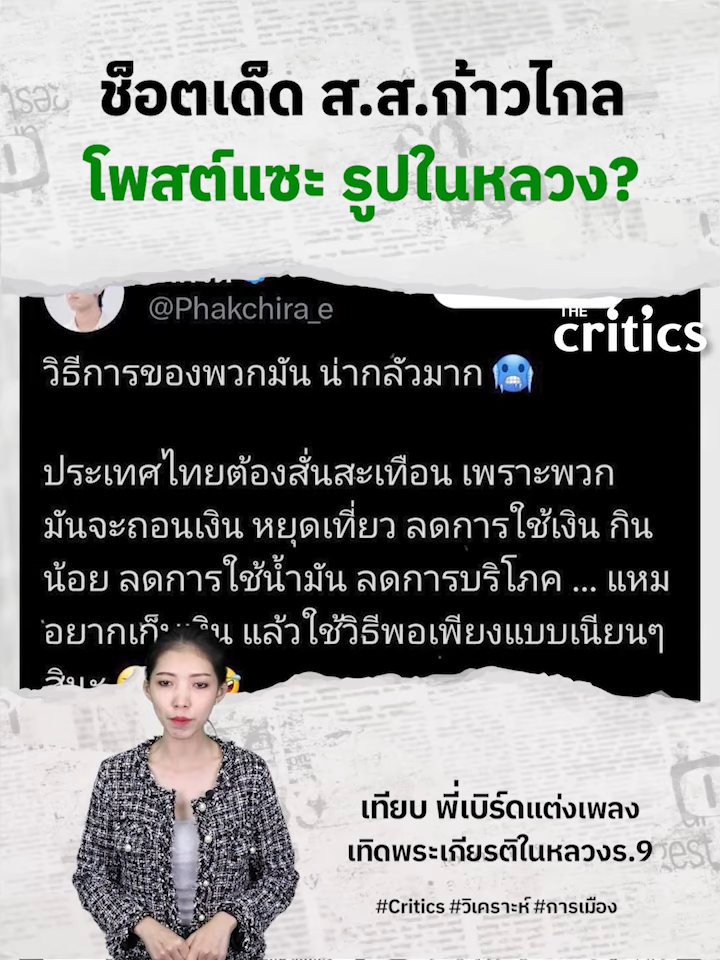 ช็อตเด็ด ส.ส.ก้าวไกล
โพสต์แซะ รูปในหลวง?
@Phakchira_e
THE
critics
วิธีการของพวกมัน น่ากลัวมาก
ประเทศไทยต้องสั่นสะเทือน เพราะพวก
มันจะถอนเงิน หยุดเที่ยว ลดการใช้เงิน กิน
น้อย ลดการใช้น้ำมัน ลดการบริโภค ... แหม
อยากเก็บเงิน แล้วใช้วิธีพอเพียงแบบเนียนๆ
เทียบ พี่เบิร์ดแต่งเพลง
เทิดพระเกียรติในหลวงร.9
#Critics #วิเคราะห์ #การเมือง